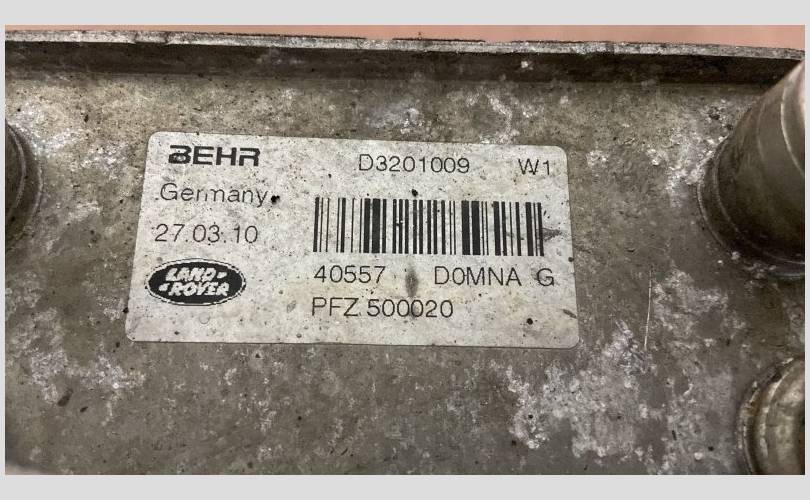 BEHR D3201009 W1
Germany
27.03.10
40557 D0MNA G
LAND-
ROVER
PFZ 500020